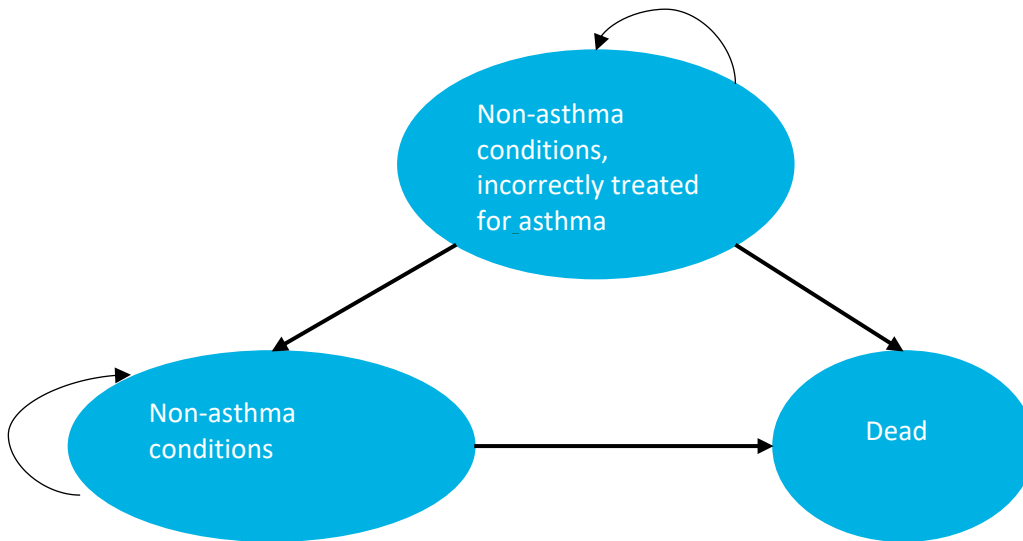 Non-asthma
conditions,
incorrectly treated
for asthma
Non-asthma
conditions
Dead